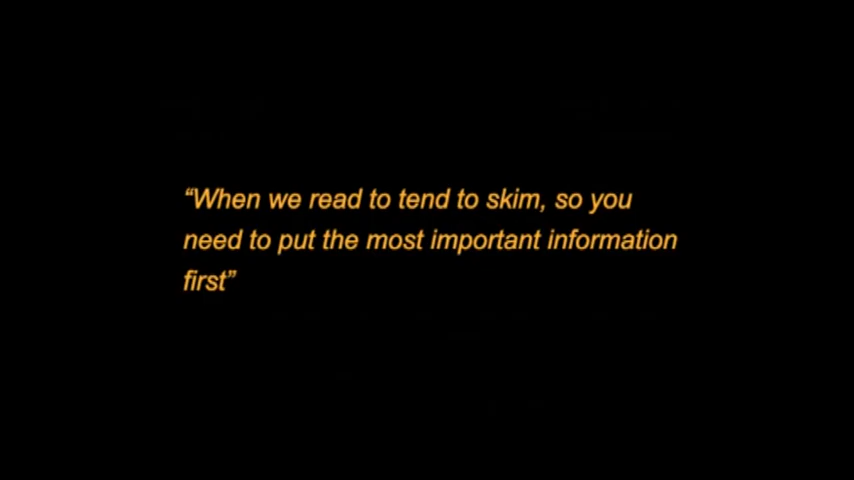 “When we read to tend to skim, so you
need to put the most important information
first”